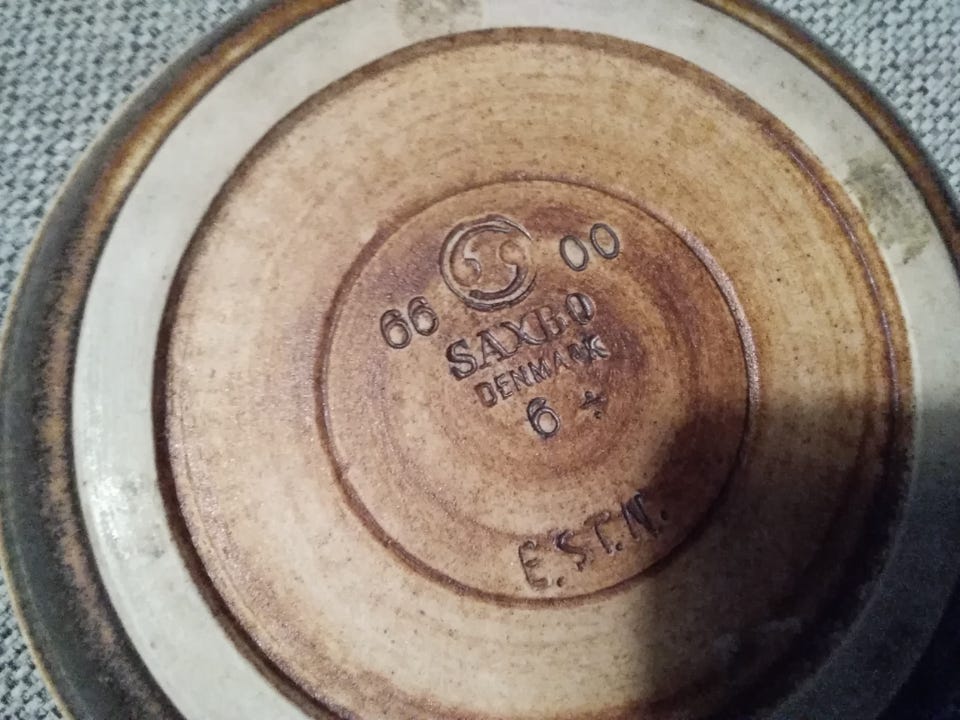 66 00
SAXBO
DENMARK
6 ÷
E.ST.N.